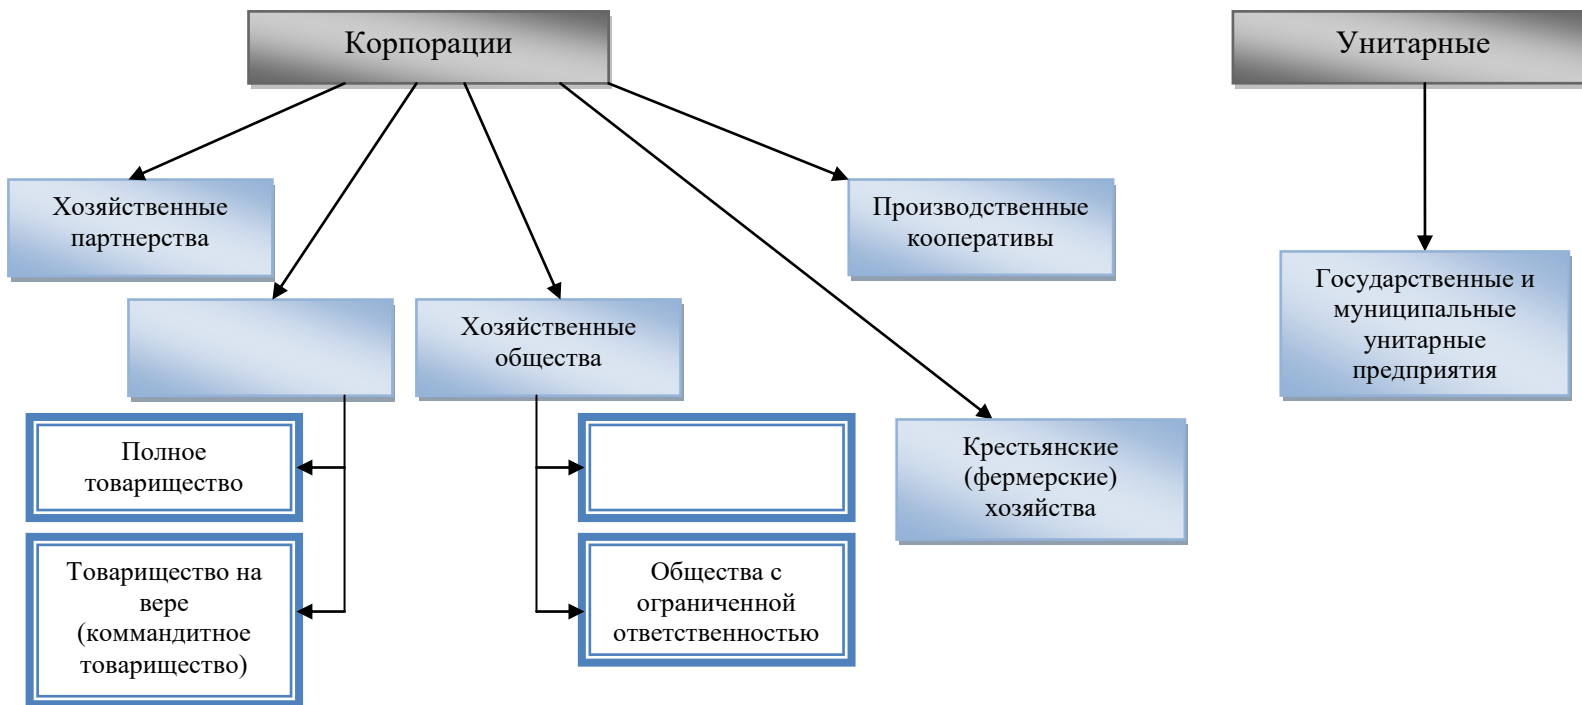 Корпорации
Унитарные
Хозяйственные
партнерства
Производственные
кооперативы
Хозяйственные
общества
Государственные и
муниципальные
унитарные
предприятия
Полное
товарищество
Крестьянские
(фермерские)
хозяйства
Товарищество на
вере
(коммандитное
товарищество)
Общества с
ограниченной
ответственностью